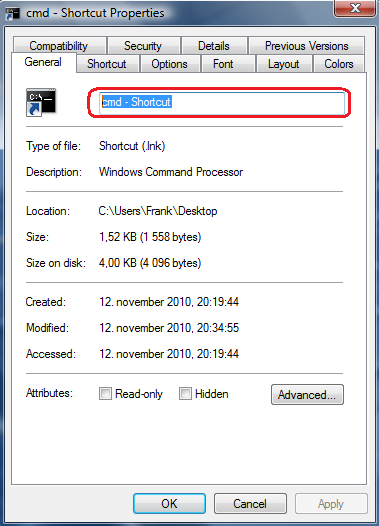 cmd - Shortcut Properties
Compatibility Security Details Previous Versions
General Shortcut Options Font Layout Colors
C:\
cmd - Shortcut
Type of file: Shortcut (.lnk)
Description: Windows Command Processor
Location: C:\Users\Frank\Desktop
Size: 1,52 KB (1 558 bytes)
Size on disk: 4,00 KB (4 096 bytes)
Created: 12. november 2010, 20:19:44
Modified: 12. november 2010, 20:34:55
Accessed: 12. november 2010, 20:19:44
Attributes: Read-only Hidden Advanced...
OK Cancel Apply